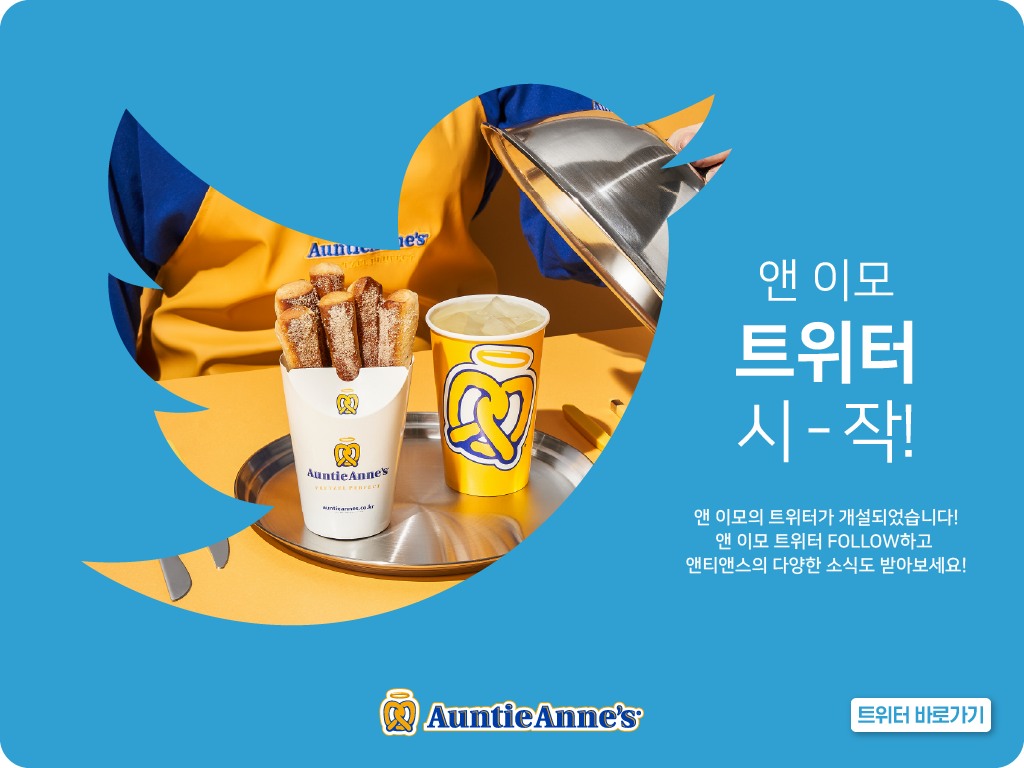 앤 이모
트위터
시 - 작!
앤 이모의 트위터가 개설되었습니다!
앤 이모 트위터 FOLLOW하고
앤티앤스의 다양한 소식도 받아보세요!
AuntieAnne's
AuntieAnne's
auntieannes.co.kr
AuntieAnne's
트위터 바로가기